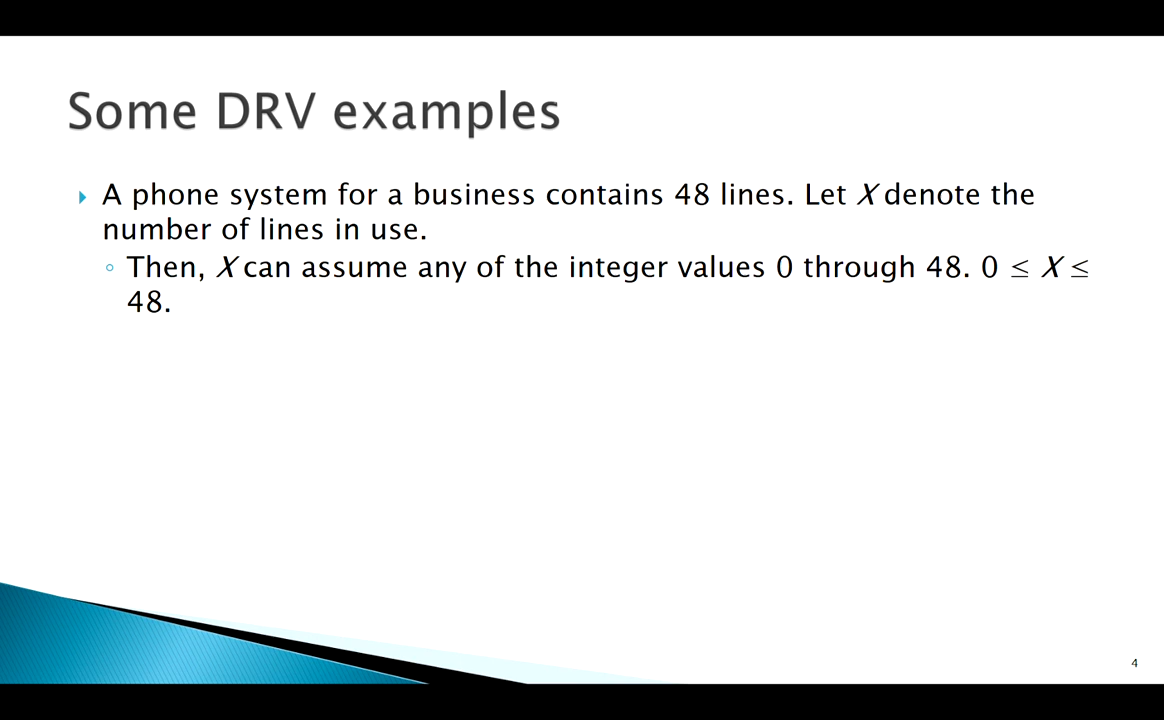 Some DRV examples
A phone system for a business contains 48 lines. Let X denote the
number of lines in use.
Then, X can assume any of the integer values 0 through 48. 0 ≤ X ≤
48.
4